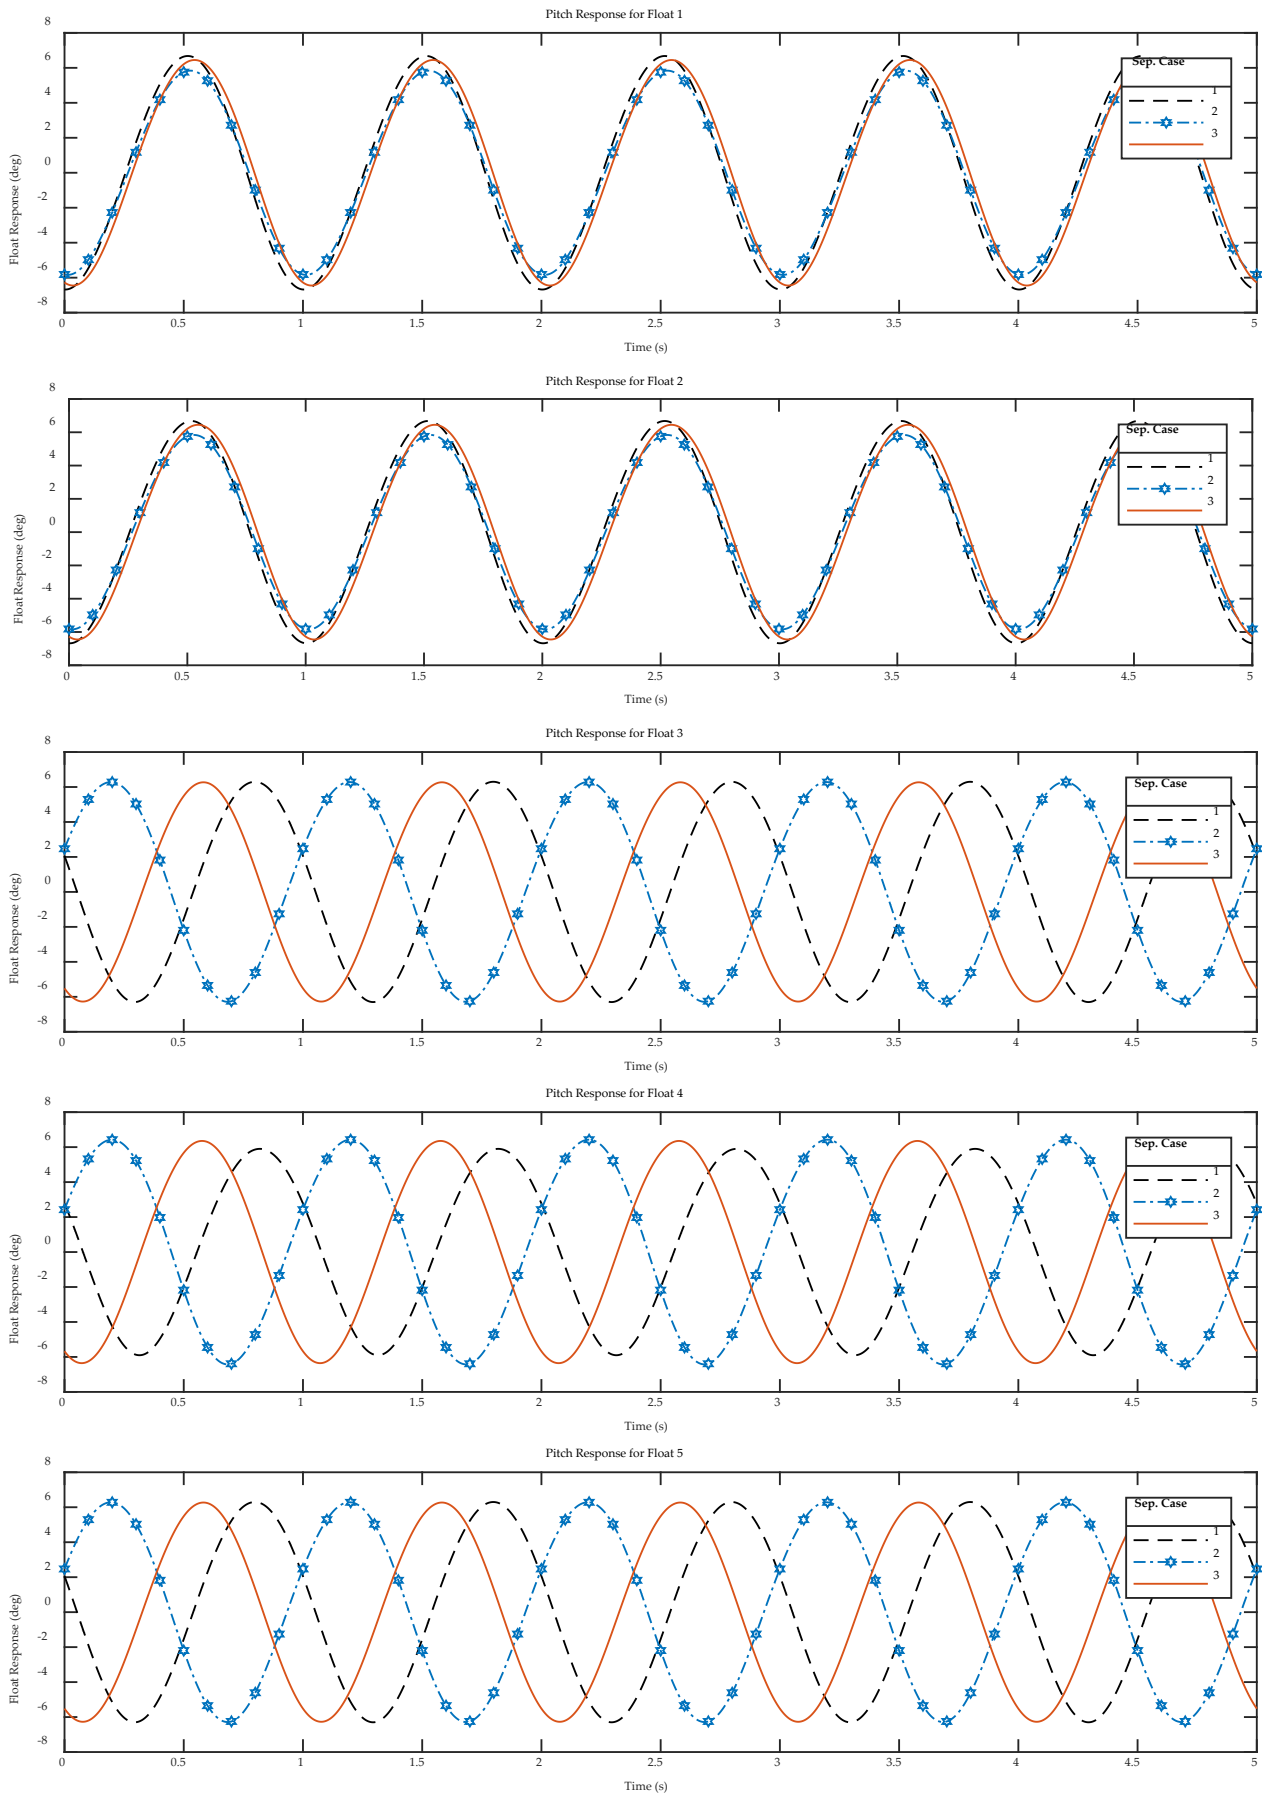 Pitch Response for Float 1
8
6
4
2
0
-2
-4
-6
-8
Float Response (deg)
Sep. Case
1
2
3
0 0.5 1 1.5 2 2.5 3 3.5 4 4.5 5
Time (s)
Pitch Response for Float 2
8
6
4
2
0
-2
-4
-6
-8
Float Response (deg)
Sep. Case
1
2
3
0 0.5 1 1.5 2 2.5 3 3.5 4 4.5 5
Time (s)
Pitch Response for Float 3
8
6
4
2
0
-2
-4
-6
-8
Float Response (deg)
Sep. Case
1
2
3
0 0.5 1 1.5 2 2.5 3 3.5 4 4.5 5
Time (s)
Pitch Response for Float 4
8
6
4
2
0
-2
-4
-6
-8
Float Response (deg)
Sep. Case
1
2
3
0 0.5 1 1.5 2 2.5 3 3.5 4 4.5 5
Time (s)
Pitch Response for Float 5
8
6
4
2
0
-2
-4
-6
-8
Float Response (deg)
Sep. Case
1
2
3
0 0.5 1 1.5 2 2.5 3 3.5 4 4.5 5
Time (s)